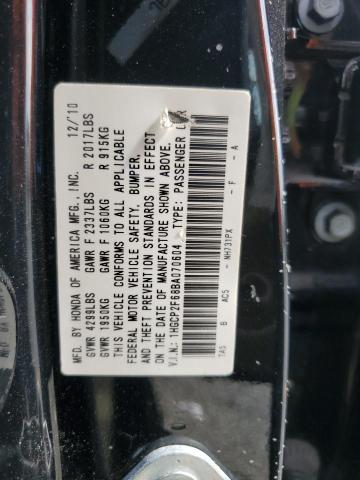 MFD. BY HONDA OF AMERICA MFG., INC. 12/10
GVWR 4299LBS GAWR F 2337LBS R 2017LBS
GVWR 1950KG GAWR F 1060KG R 915KG
THIS VEHICLE CONFORMS TO ALL APPLICABLE
FEDERAL MOTOR VEHICLE SAFETY, BUMPER,
AND THEFT PREVENTION STANDARDS IN EFFECT
ON THE DATE OF MANUFACTURE SHOWN ABOVE.
V.I.N.: 1HGCP2F68BA070604 TYPE: PASSENGER
TA5 B AC5 NH731PX F A